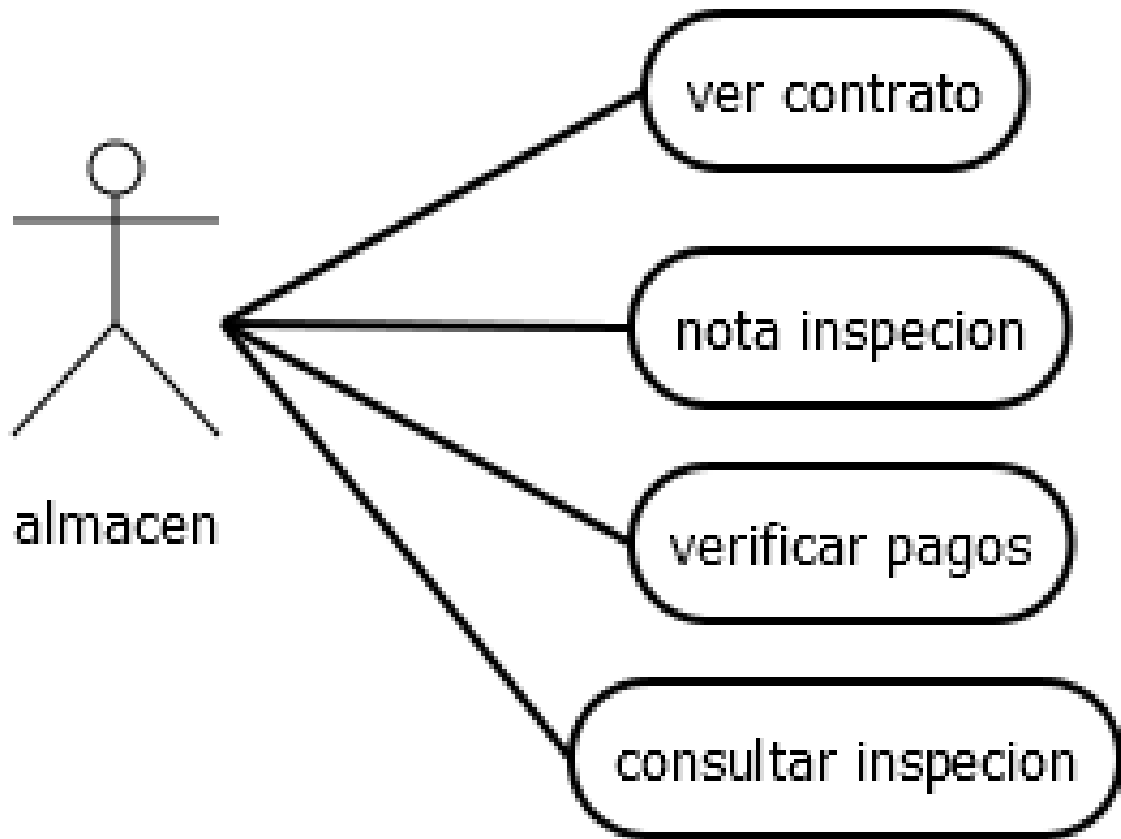 ver contrato
nota inspecion
almacen
verificar pagos
consultar inspecion